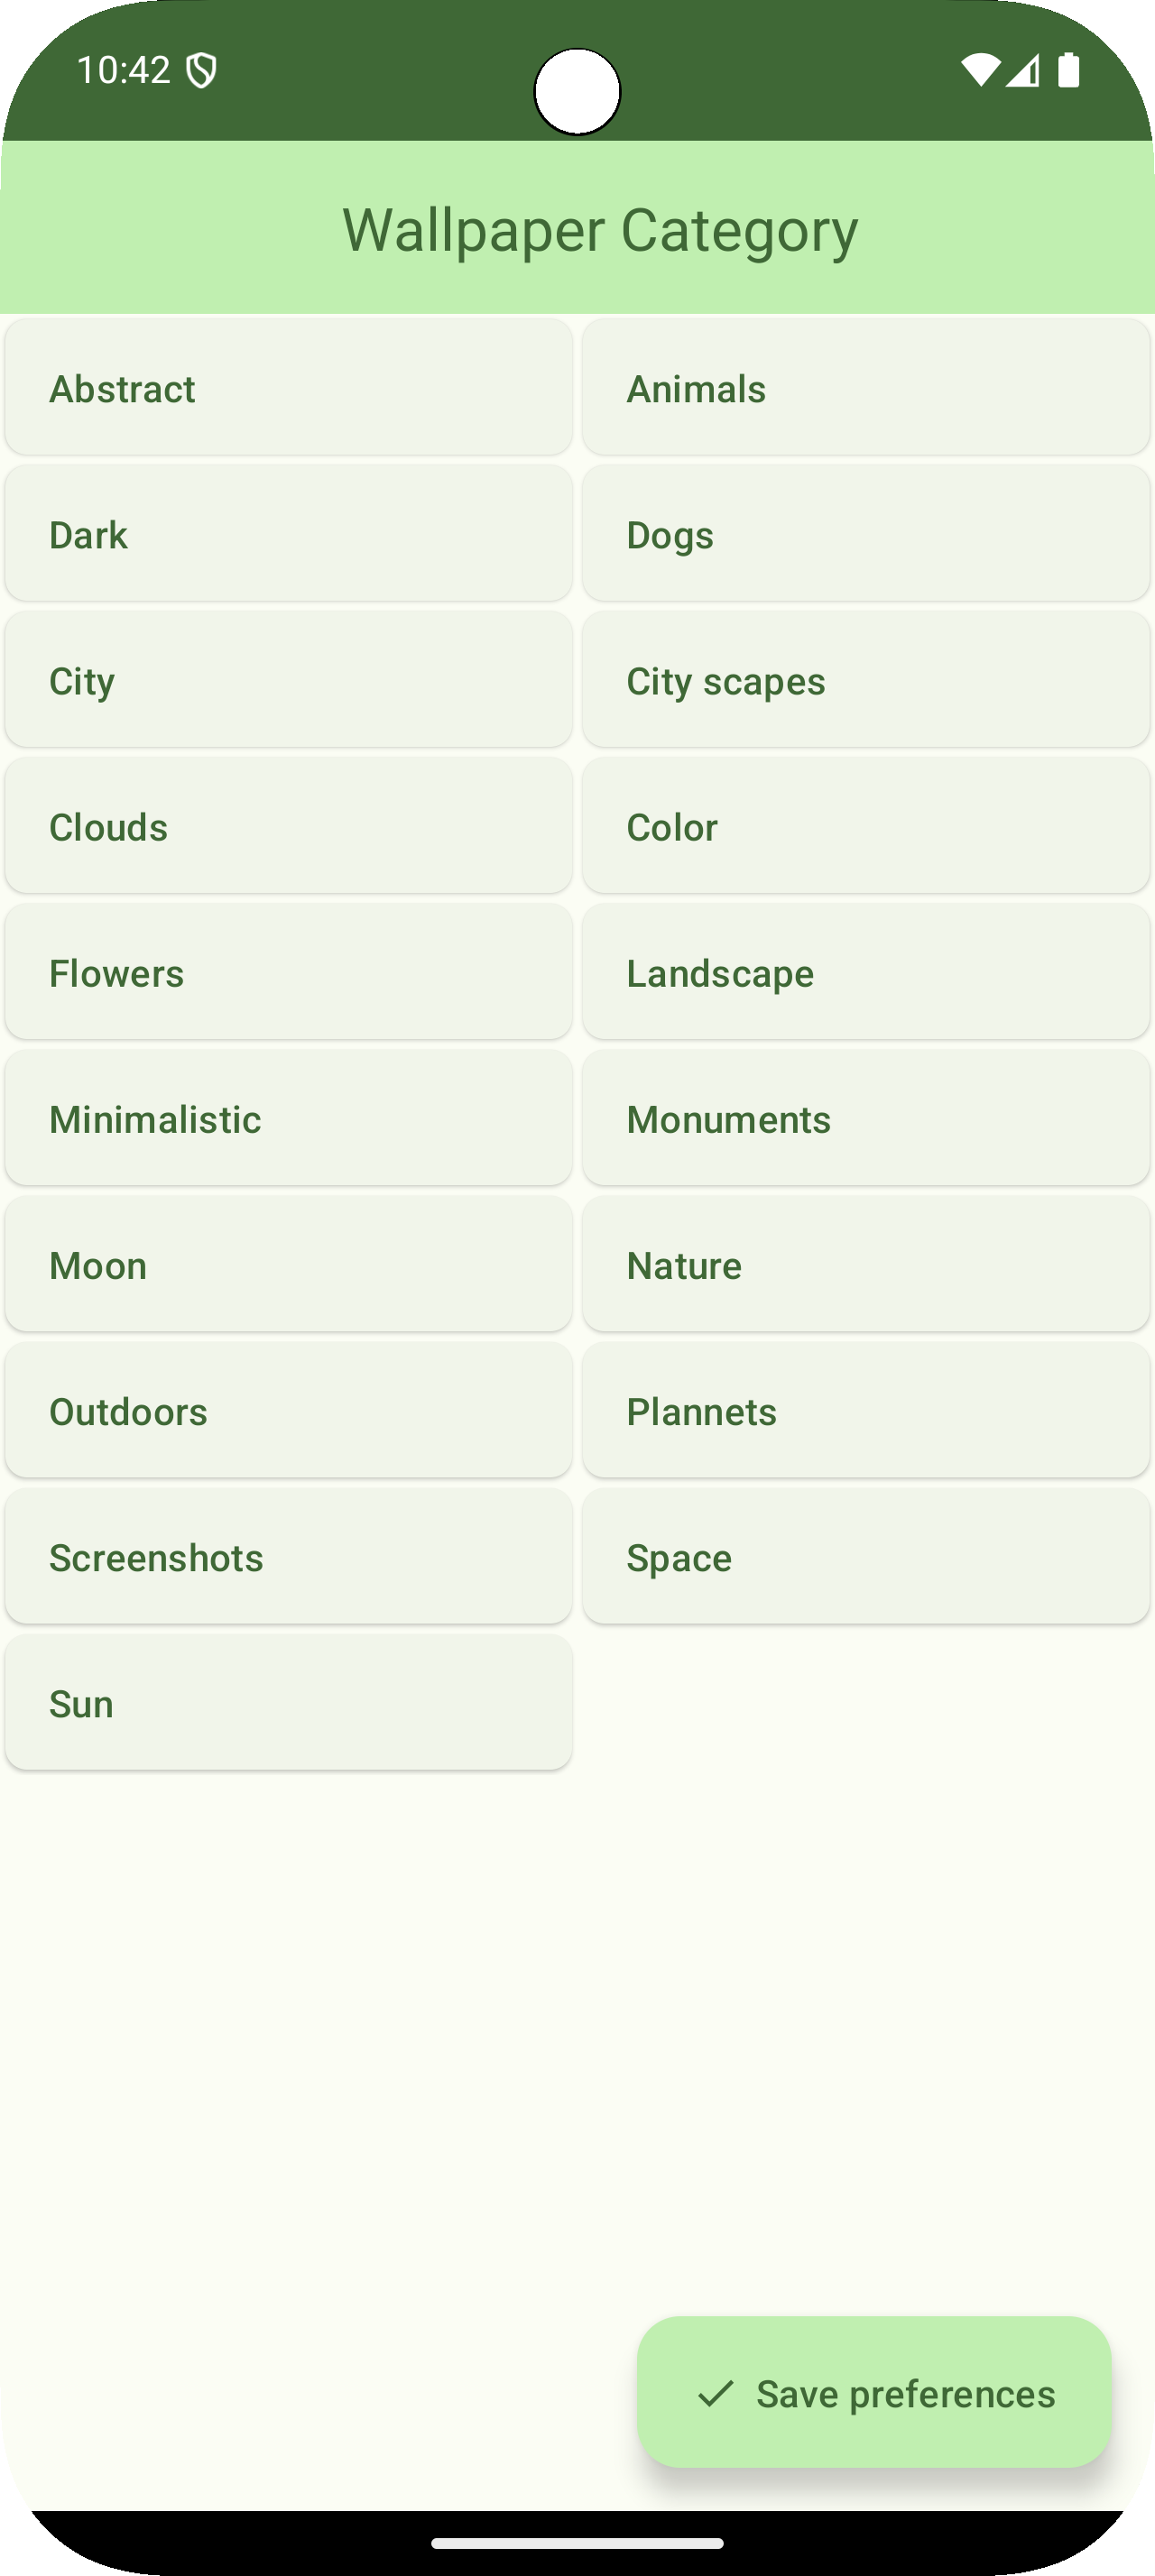 10:42
Wallpaper Category
Abstract
Animals
Dark
Dogs
City
City scapes
Clouds
Color
Flowers
Landscape
Minimalistic
Monuments
Moon
Nature
Outdoors
Plannets
Screenshots
Space
Sun
Save preferences